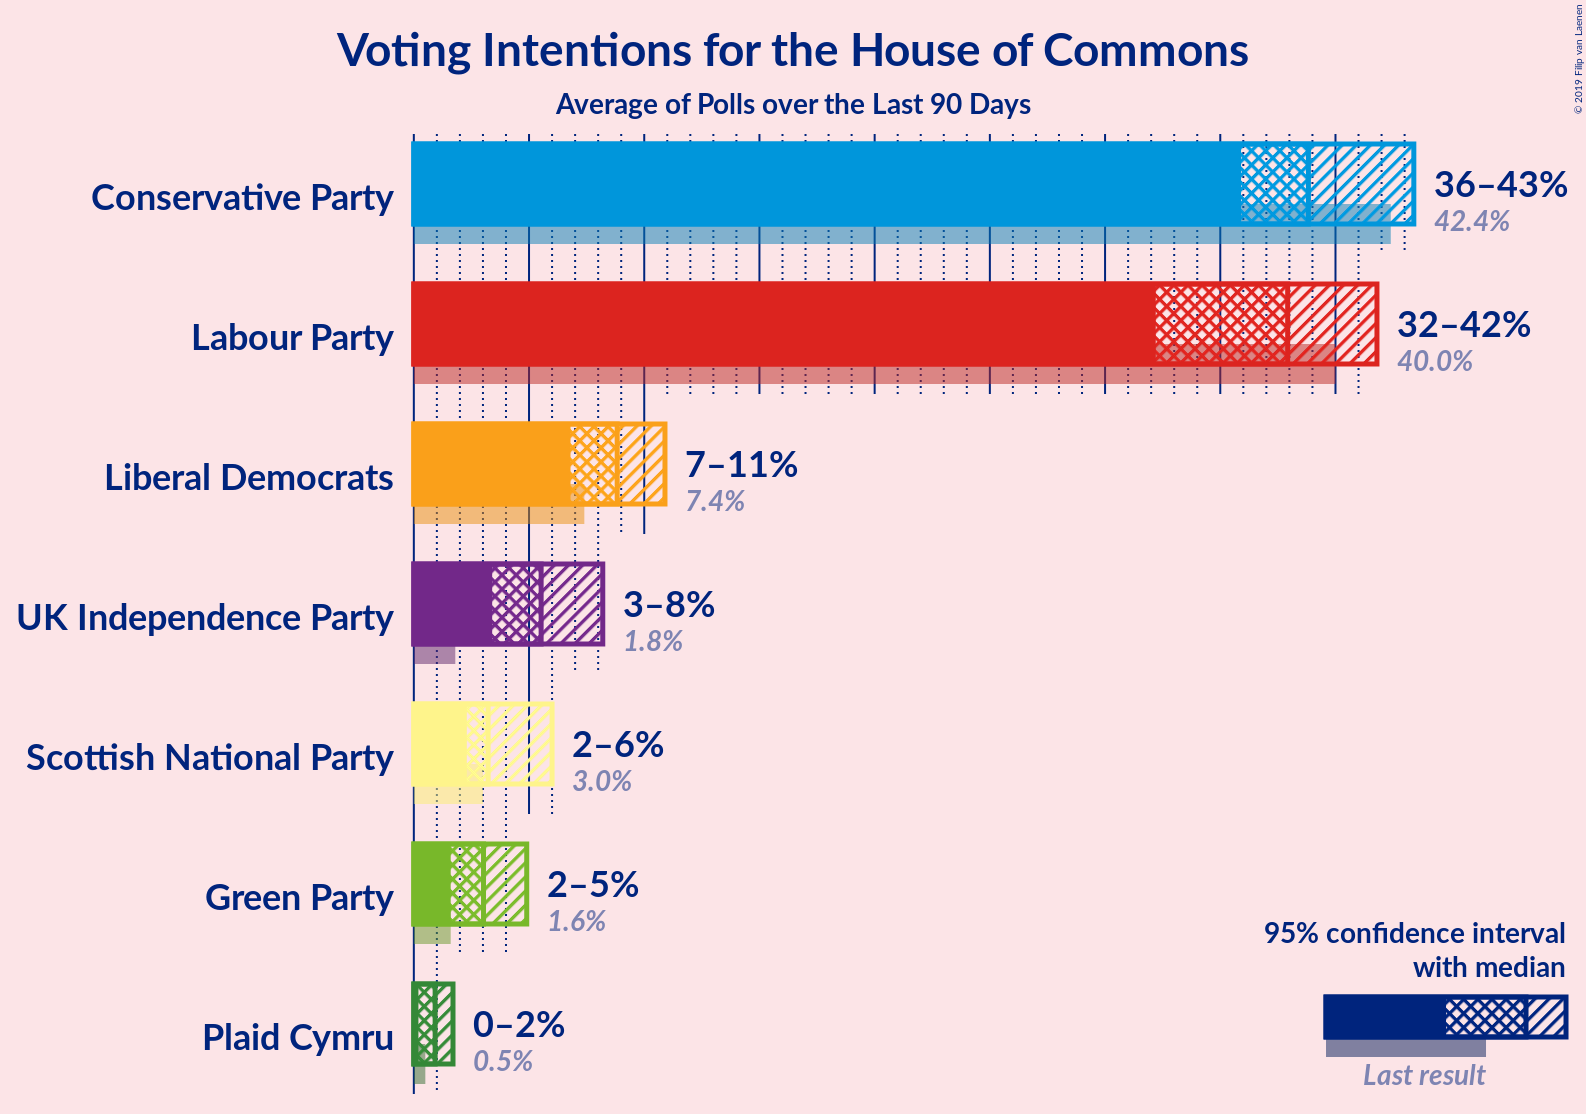 Voting Intentions for the House of Commons
Average of Polls over the Last 90 Days
© 2019 Filip van Laenen
Conservative Party
36–43%
42.4%
Labour Party
32–42%
40.0%
Liberal Democrats
7–11%
7.4%
UK Independence Party
3–8%
1.8%
Scottish National Party
2–6%
3.0%
Green Party
2–5%
1.6%
Plaid Cymru
0–2%
0.5%
95% confidence interval
with median
Last result